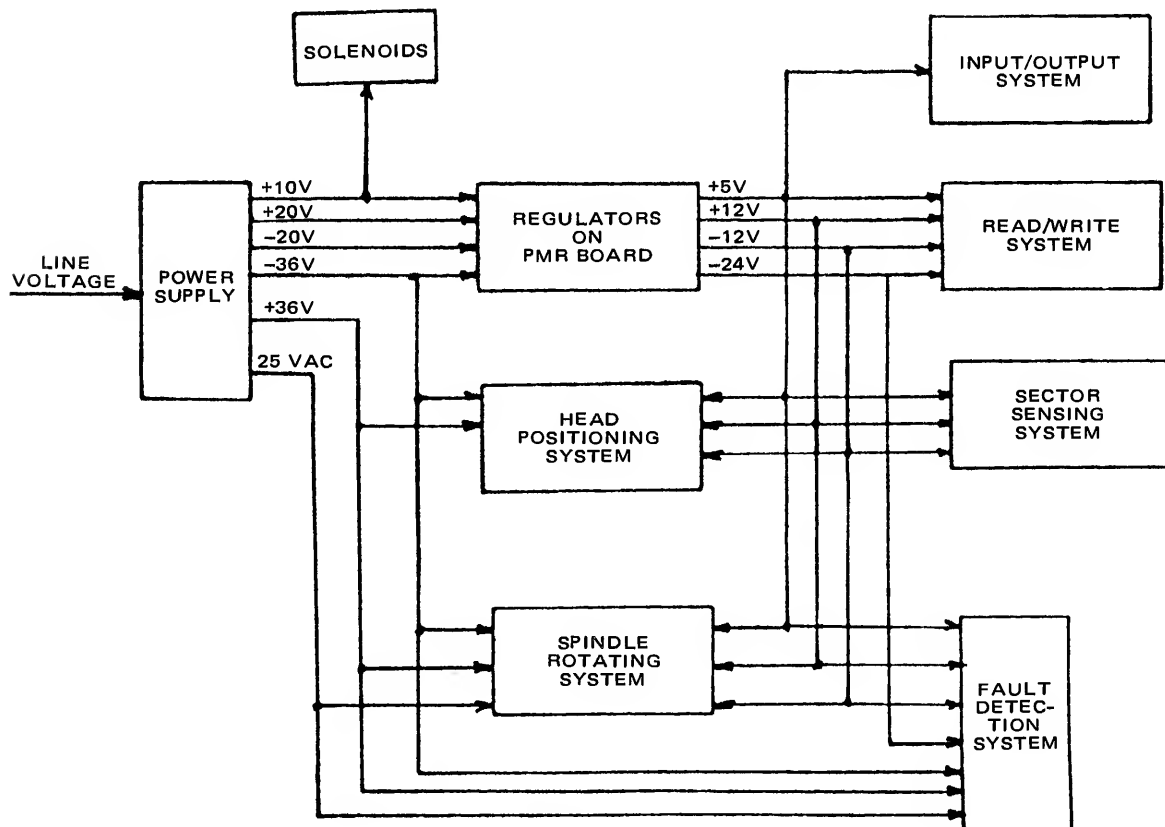 SOLENOIDS
INPUT/OUTPUT
SYSTEM
LINE
VOLTAGE
POWER
SUPPLY
+10V
+20V
−20V
−36V
+36V
25 VAC
REGULATORS
ON
PMR BOARD
+5V
+12V
−12V
−24V
READ/WRITE
SYSTEM
HEAD
POSITIONING
SYSTEM
SECTOR
SENSING
SYSTEM
SPINDLE
ROTATING
SYSTEM
FAULT
DETEC-
TION
SYSTEM